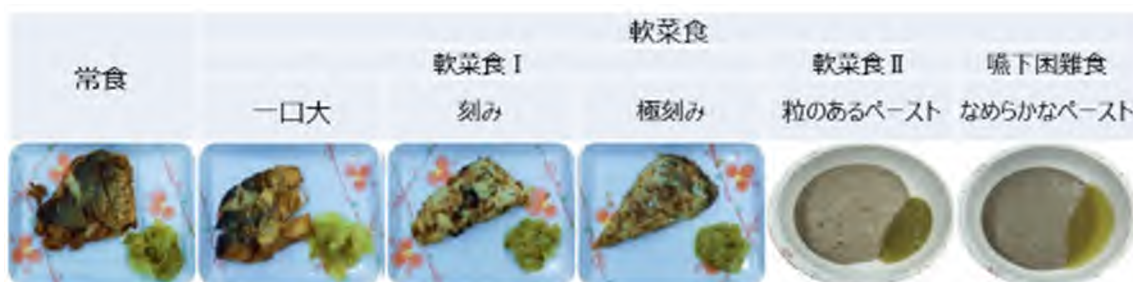 軟菜食
常食
軟菜食Ⅰ
軟菜食Ⅱ
嚥下困難食
一口大
刻み
極刻み
粒のあるペースト
なめらかなペースト